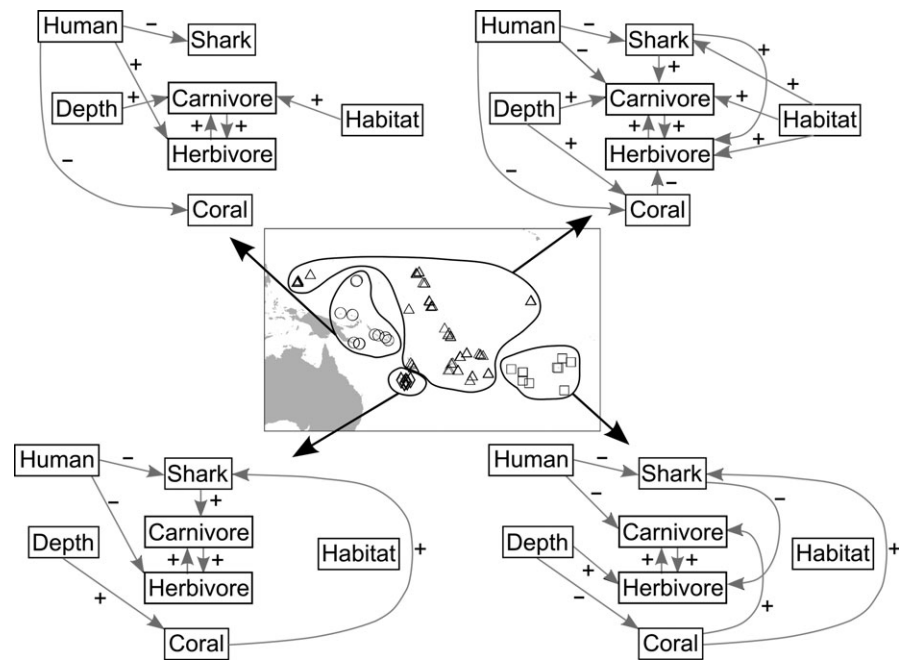 Human
−
Shark
+
Depth
+
Carnivore
+
Habitat
+
+
Herbivore
−
Coral
Human
−
Shark
+
−
+
+
Depth
+
Carnivore
+
Habitat
+
+
+
Herbivore
+
−
−
Coral
Human
−
Shark
−
+
Depth
Carnivore
Habitat
+
+
+
Herbivore
+
Coral
Human
−
Shark
−
−
Depth
Carnivore
Habitat
+
+
+
+
Herbivore
−
+
Coral